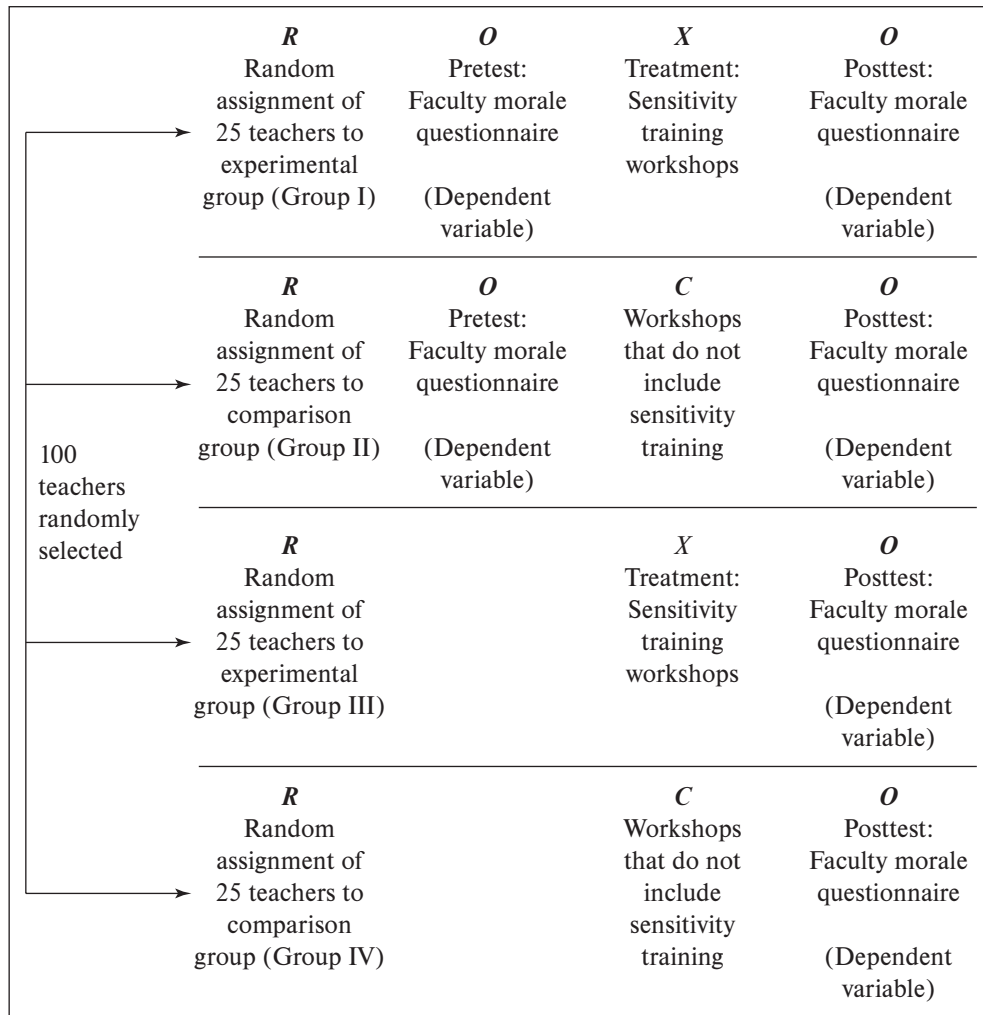 R
Random
assignment of
25 teachers to
experimental
group (Group I)
O
Pretest:
Faculty morale
questionnaire
(Dependent
variable)
X
Treatment:
Sensitivity
training
workshops
O
Posttest:
Faculty morale
questionnaire
(Dependent
variable)
R
Random
assignment of
25 teachers to
comparison
group (Group II)
O
Pretest:
Faculty morale
questionnaire
(Dependent
variable)
C
Workshops
that do not
include
sensitivity
training
O
Posttest:
Faculty morale
questionnaire
(Dependent
variable)
100
teachers
randomly
selected
R
Random
assignment of
25 teachers to
experimental
group (Group III)
X
Treatment:
Sensitivity
training
workshops
O
Posttest:
Faculty morale
questionnaire
(Dependent
variable)
R
Random
assignment of
25 teachers to
comparison
group (Group IV)
C
Workshops
that do not
include
sensitivity
training
O
Posttest:
Faculty morale
questionnaire
(Dependent
variable)